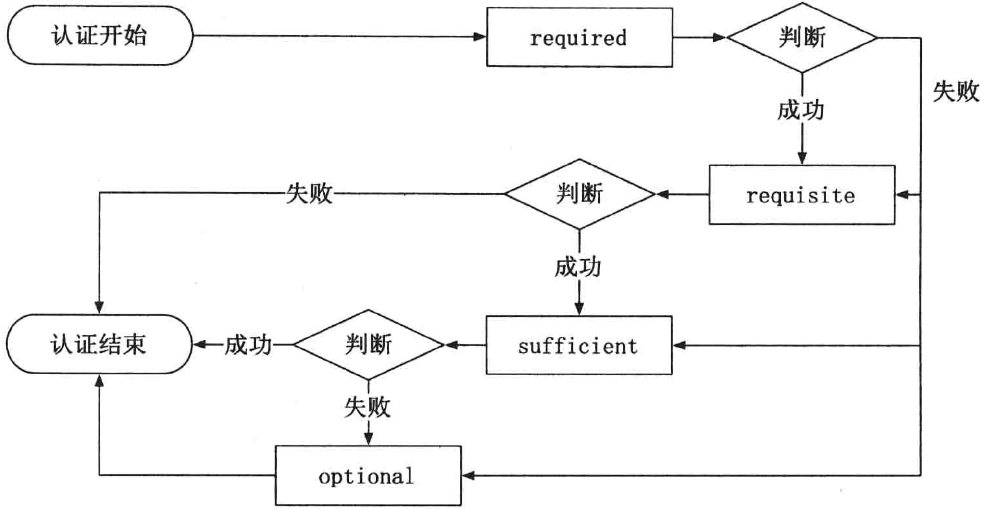 认证开始
required
判断
失败
成功
失败
判断
requisite
成功
认证结束
成功
判断
sufficient
失败
optional